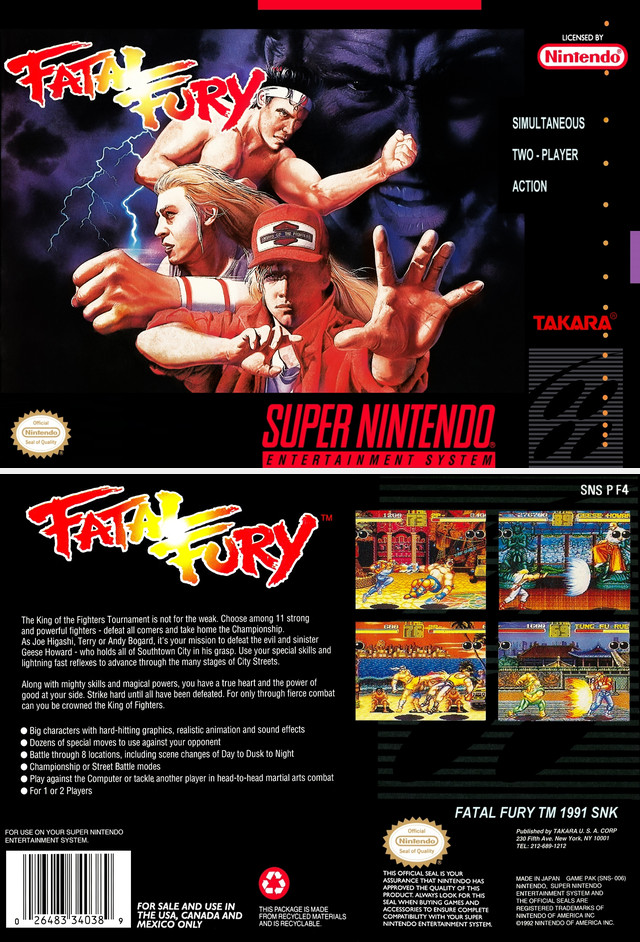 FATAL FURY
LICENSED BY
Nintendo®
SIMULTANEOUS
TWO - PLAYER
ACTION
TAKARA®
Official
Nintendo
Seal of Quality
SUPER NINTENDO®
ENTERTAINMENT SYSTEM
SNS P F4
FATAL FURY™
The King of the Fighters Tournament is not for the weak. Choose among 11 strong
and powerful fighters - defeat all comers and take home the Championship.
As Joe Higashi, Terry or Andy Bogard, it's your mission to defeat the evil and sinister
Geese Howard - who holds all of Southtown City in his grasp. Use your special skills and
lightning fast reflexes to advance through the many stages of City Streets.
Along with mighty skills and magical powers, you have a true heart and the power of
good at your side. Strike hard until all have been defeated. For only through fierce combat
can you be crowned the King of Fighters.
● Big characters with hard-hitting graphics, realistic animation and sound effects
● Dozens of special moves to use against your opponent
● Battle through 8 locations, including scene changes of Day to Dusk to Night
● Championship or Street Battle modes
● Play against the Computer or tackle another player in head-to-head martial arts combat
● For 1 or 2 Players
FATAL FURY TM 1991 SNK
FOR USE ON YOUR SUPER NINTENDO
ENTERTAINMENT SYSTEM.
0 26483 34038 9
FOR SALE AND USE IN
THE USA, CANADA AND
MEXICO ONLY
THIS PACKAGE IS MADE
FROM RECYCLED MATERIALS
AND IS RECYCLABLE.
Official
Nintendo
Seal of Quality
THIS OFFICIAL SEAL IS YOUR
ASSURANCE THAT NINTENDO HAS
APPROVED THE QUALITY OF THIS
PRODUCT. ALWAYS LOOK FOR THIS
SEAL WHEN BUYING GAMES AND
ACCESSORIES TO ENSURE COMPLETE
COMPATIBILITY WITH YOUR SUPER
NINTENDO ENTERTAINMENT SYSTEM.
Published by TAKARA U. S. A. CORP
230 Fifth Ave. New York, NY 10001
TEL: 212-689-1212
MADE IN JAPAN GAME PAK (SNS- 006)
NINTENDO, SUPER NINTENDO
ENTERTAINMENT SYSTEM AND
THE OFFICIAL SEALS ARE
REGISTERED TRADEMARKS OF
NINTENDO OF AMERICA INC
©1992 NINTENDO OF AMERICA INC.